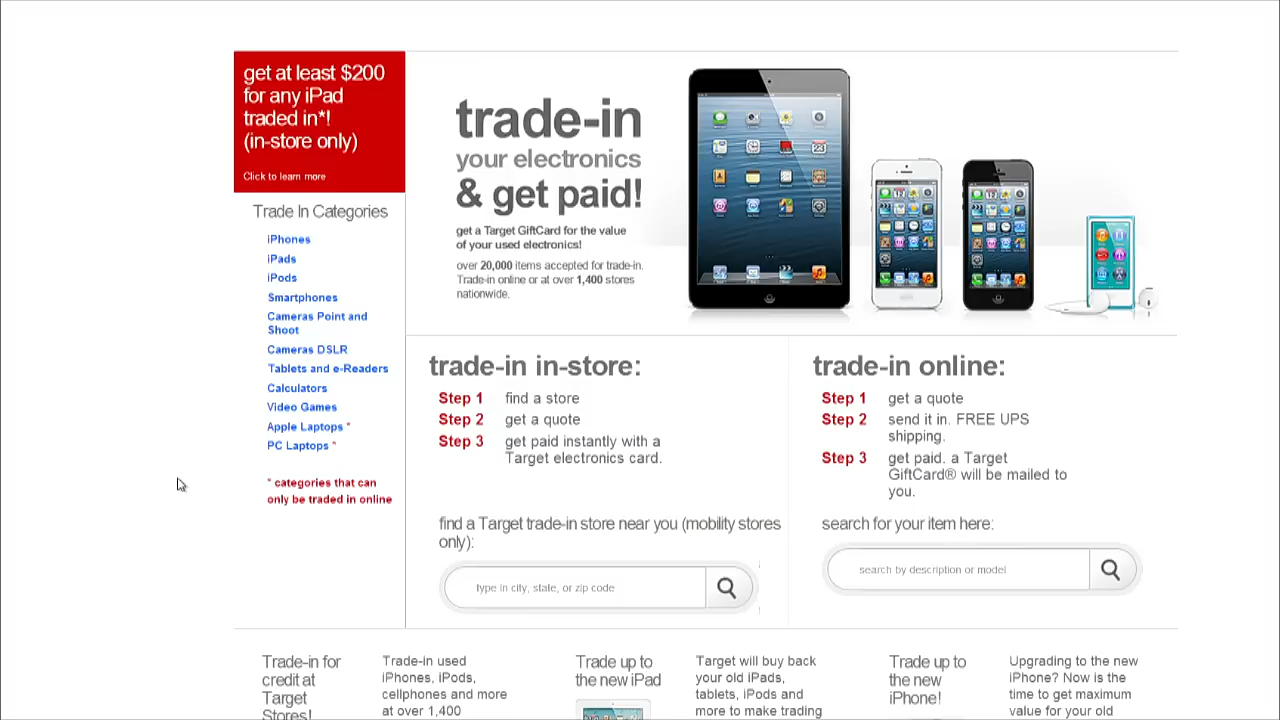 get at least $200
for any iPad
traded in*!
(in-store only)
Click to learn more
Trade In Categories
iPhones
iPads
iPods
Smartphones
Cameras Point and
Shoot
Cameras DSLR
Tablets and e-Readers
Calculators
Video Games
Apple Laptops *
PC Laptops *
* categories that can
only be traded in online
trade-in
your electronics
& get paid!
get a Target GiftCard for the value
of your used electronics!
over 20,000 items accepted for trade-in.
Trade-in online or at over 1,400 stores
nationwide.
trade-in in-store:
Step 1 find a store
Step 2 get a quote
Step 3 get paid instantly with a
Target electronics card.
find a Target trade-in store near you (mobility stores
only):
type in city, state, or zip code
trade-in online:
Step 1 get a quote
Step 2 send it in. FREE UPS
shipping.
Step 3 get paid. a Target
GiftCard® will be mailed to
you.
search for your item here:
search by description or model
Trade-in for
credit at
Target
Stores!
Trade-in used
iPhones, iPods,
cellphones and more
at over 1,400
Trade up to
the new iPad
Target will buy back
your old iPads,
tablets, iPods and
more to make trading
Trade up to
the new
iPhone!
Upgrading to the new
iPhone? Now is the
time to get maximum
value for your old